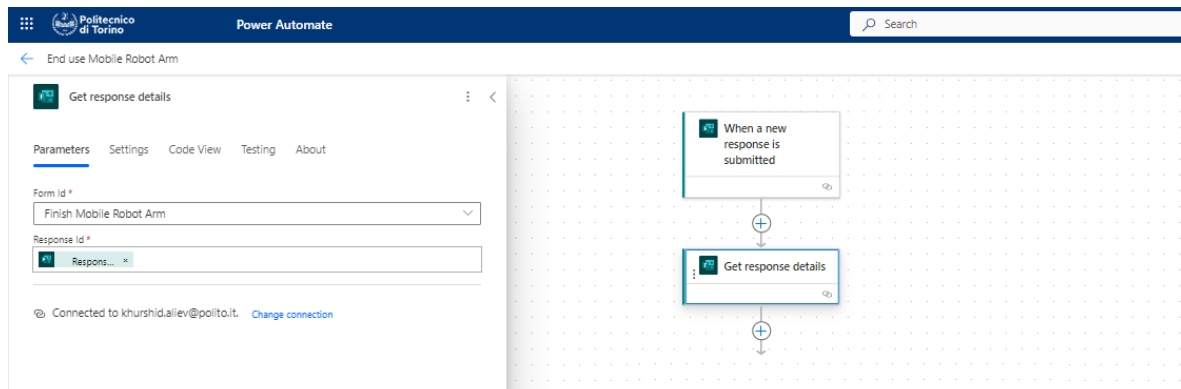 Politecnico
di Torino
Power Automate
Search
End use Mobile Robot Arm
Get response details
Parameters Settings Code View Testing About
Form Id *
Finish Mobile Robot Arm
Response Id *
Respons... ×
Connected to khurshid.aliev@polito.it. Change connection
When a new
response is
submitted
Get response details